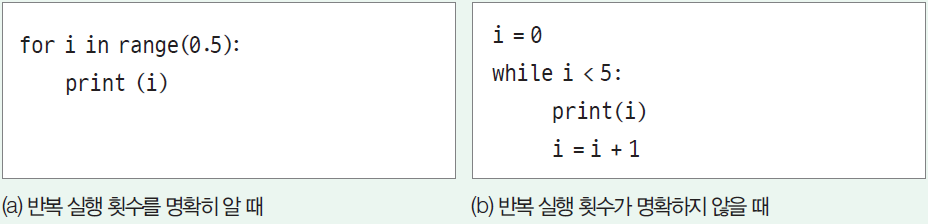 for i in range(0.5):
    print (i)
i = 0
while i < 5:
    print(i)
    i = i + 1
(a) 반복 실행 횟수를 명확히 알 때
(b) 반복 실행 횟수가 명확하지 않을 때